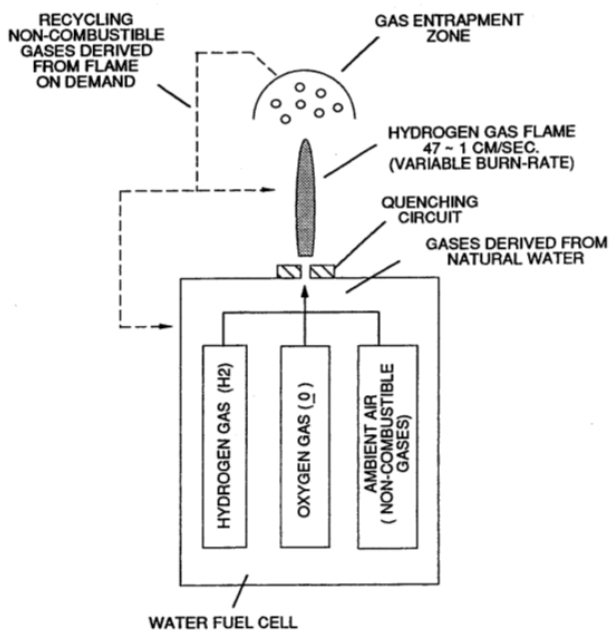 RECYCLING
NON-COMBUSTIBLE
GASES DERIVED
FROM FLAME
ON DEMAND
GAS ENTRAPMENT
ZONE
HYDROGEN GAS FLAME
47 ~ 1 CM/SEC.
(VARIABLE BURN-RATE)
QUENCHING
CIRCUIT
GASES DERIVED FROM
NATURAL WATER
HYDROGEN GAS (H2)
OXYGEN GAS (O)
AMBIENT AIR
( NON-COMBUSTIBLE
GASES)
WATER FUEL CELL